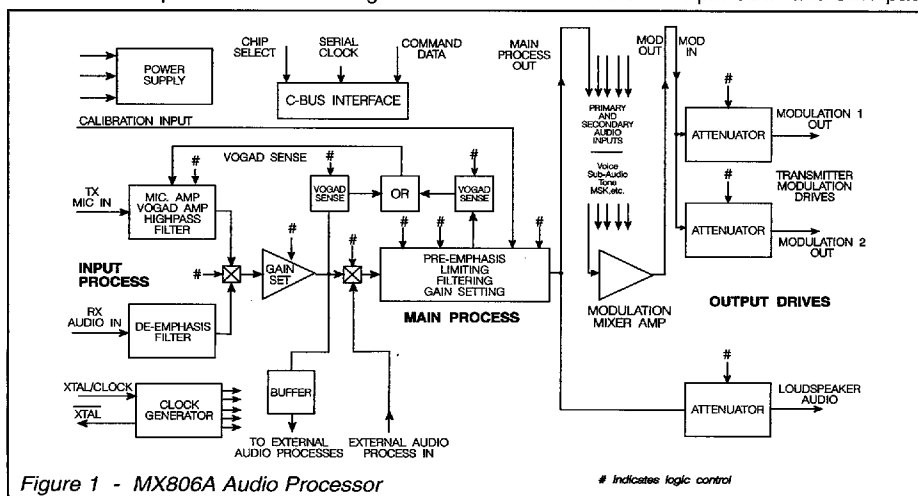 CHIP
SELECT
SERIAL
CLOCK
COMMAND
DATA
POWER
SUPPLY
C-BUS INTERFACE
CALIBRATION INPUT
MAIN
PROCESS
OUT
MOD
OUT
MOD
IN
#
PRIMARY
AND
SECONDARY
AUDIO
INPUTS
Voice
Sub-Audio
Tone
MSK, etc.
ATTENUATOR
MODULATION 1
OUT
TRANSMITTER
MODULATION
DRIVES
#
ATTENUATOR
MODULATION 2
OUT
VOGAD SENSE
#
#
#
TX
MIC IN
MIC. AMP
VOGAD AMP
HIGHPASS
FILTER
VOGAD
SENSE
OR
VOGAD
SENSE
INPUT
PROCESS
#
#
GAIN
SET
#
#
#
#
PRE-EMPHASIS
LIMITING
FILTERING
GAIN SETTING
MAIN PROCESS
MODULATION
MIXER AMP
OUTPUT DRIVES
RX
AUDIO IN
DE-EMPHASIS
FILTER
XTAL/CLOCK
XTAL
CLOCK
GENERATOR
BUFFER
TO EXTERNAL
AUDIO PROCESSES
EXTERNAL AUDIO
PROCESS IN
#
ATTENUATOR
LOUDSPEAKER
AUDIO
Figure 1 - MX806A Audio Processor
# Indicates logic control